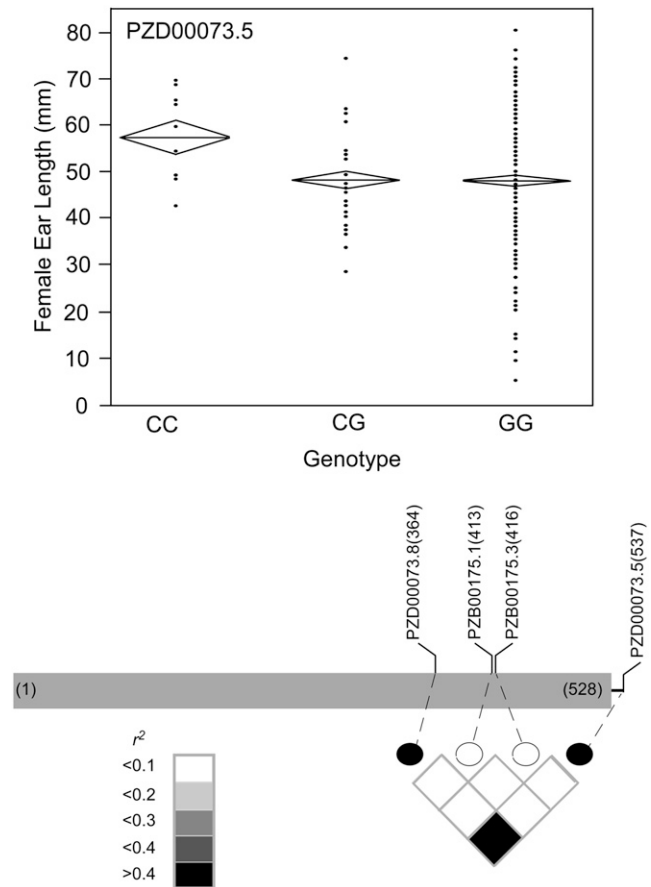 PZD00073.5
80
70
60
50
40
30
20
10
0
Female Ear Length (mm)
CC CG GG
Genotype
PZD00073.8(364)
PZB00175.1(413)
PZB00175.3(416)
PZD00073.5(537)
(1) (528)
r²
<0.1
<0.2
<0.3
<0.4
>0.4